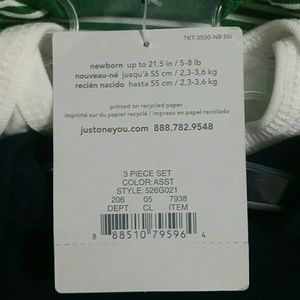 TKT-3500-NB SSI
newborn up to 21.5 in / 5-8 lb
nouveau-né jusqu'à 55 cm / 2,3-3,6 kg
recién nacido hasta 55 cm / 2,3-3,6 kg
printed on recycled paper
imprimé sur du papier recyclé / impreso en papel reciclado
justoneyou.com 888.782.9548
3 PIECE SET
COLOR:ASST
STYLE:526G021
206 05 7938
DEPT CL ITEM
8 88510 79596 4